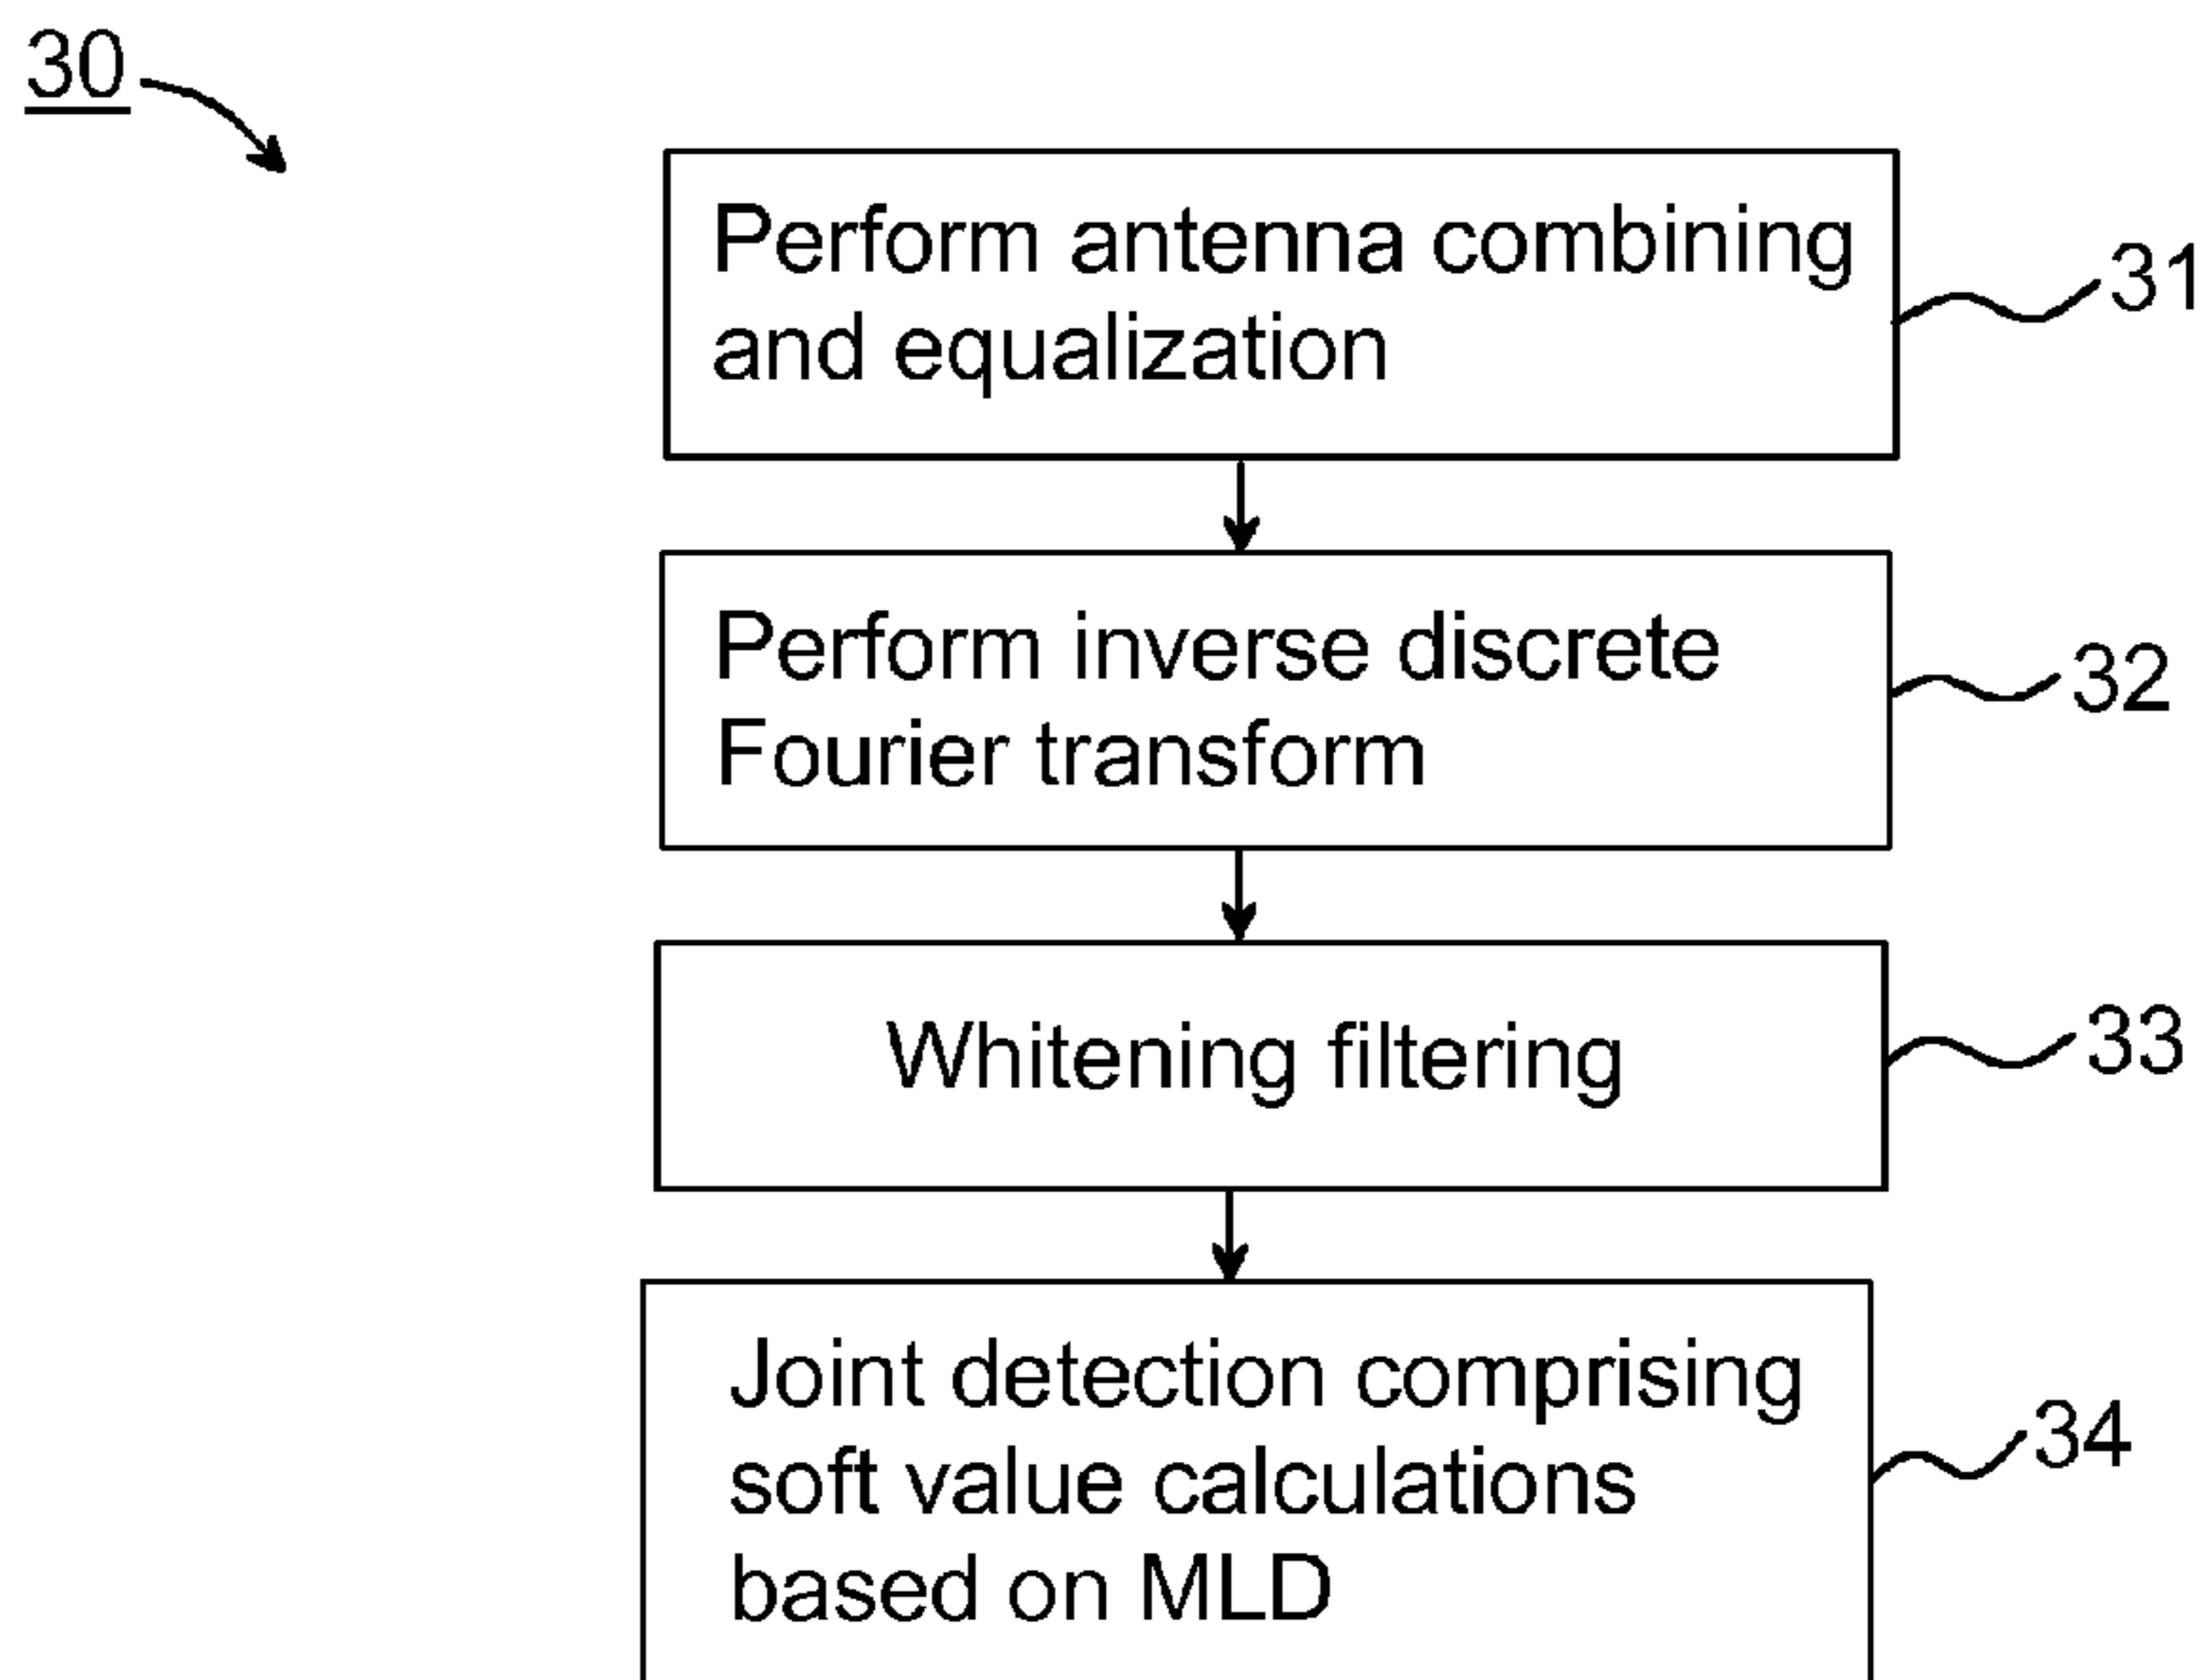 30
Perform antenna combining
and equalization
31
Perform inverse discrete
Fourier transform
32
Whitening filtering
33
Joint detection comprising
soft value calculations
based on MLD
34